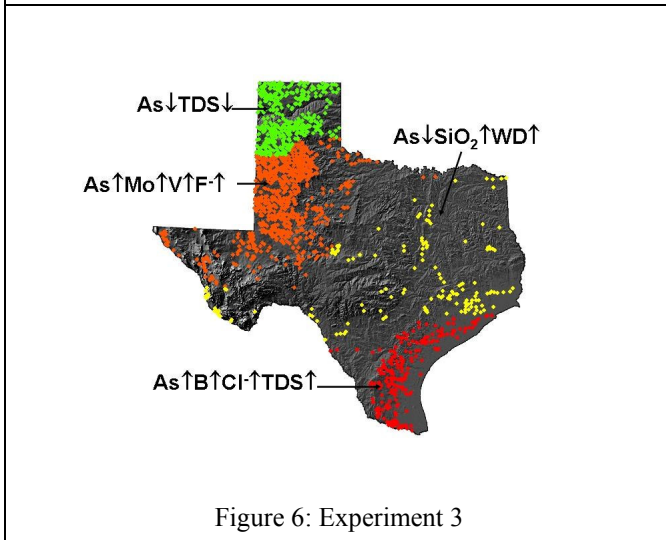 As↓TDS↓
As↓SiO₂↑WD↑
As↑Mo↑V↑F⁻↑
As↑B↑Cl⁻↑TDS↑
Figure 6: Experiment 3